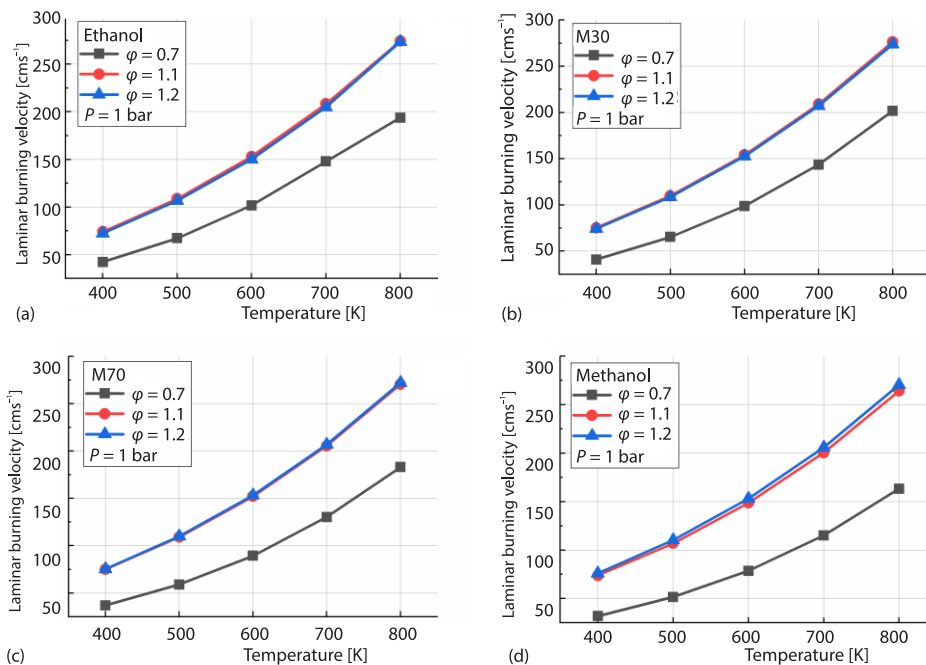 300
250
200
150
100
50
Laminar burning velocity [cms⁻¹]
Ethanol
φ = 0.7
φ = 1.1
φ = 1.2
P = 1 bar
400 500 600 700 800
Temperature [K]
(a)
300
250
200
150
100
50
Laminar burning velocity [cms⁻¹]
M30
φ = 0.7
φ = 1.1
φ = 1.2
P = 1 bar
400 500 600 700 800
Temperature [K]
(b)
300
250
200
150
100
50
Laminar burning velocity [cms⁻¹]
M70
φ = 0.7
φ = 1.1
φ = 1.2
P = 1 bar
400 500 600 700 800
Temperature [K]
(c)
300
250
200
150
100
50
Laminar burning velocity [cms⁻¹]
Methanol
φ = 0.7
φ = 1.1
φ = 1.2
P = 1 bar
400 500 600 700 800
Temperature [K]
(d)